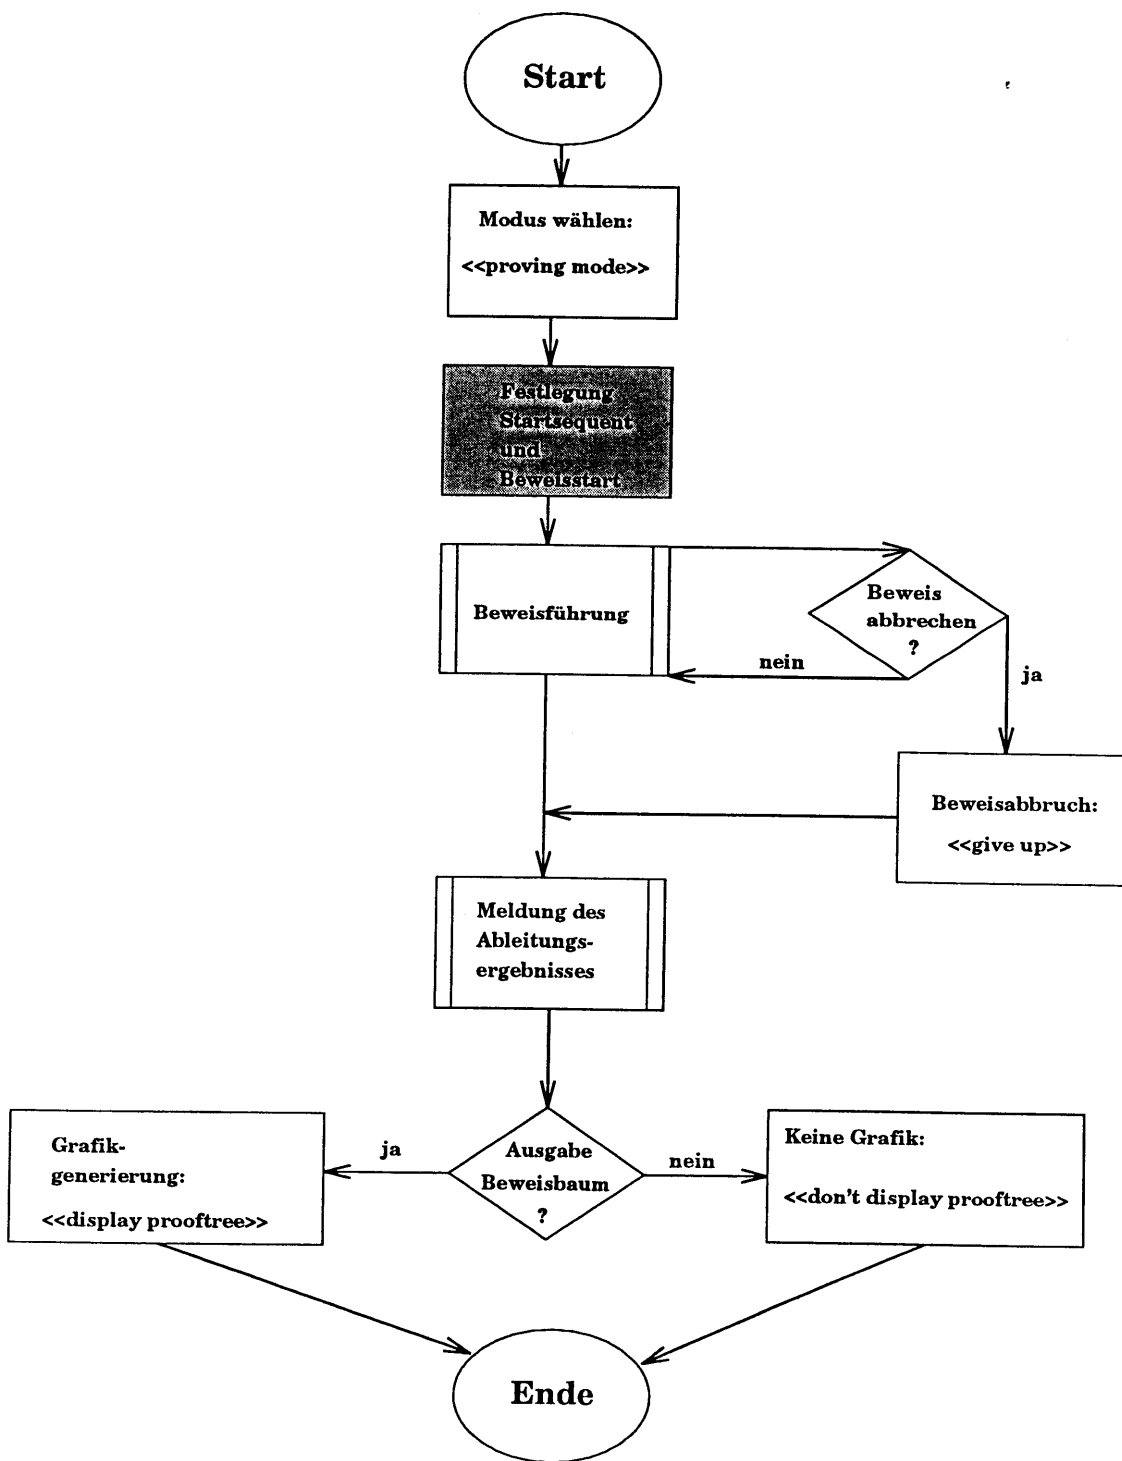 Start
Modus wählen:
<<proving mode>>
Festlegung
Startsequent
und
Beweisstart
Beweisführung
Beweis
abbrechen
?
nein
ja
Beweisabbruch:
<<give up>>
Meldung des
Ableitungs-
ergebnisses
Ausgabe
Beweisbaum
?
ja
nein
Grafik-
generierung:
<<display prooftree>>
Keine Grafik:
<<don't display prooftree>>
Ende